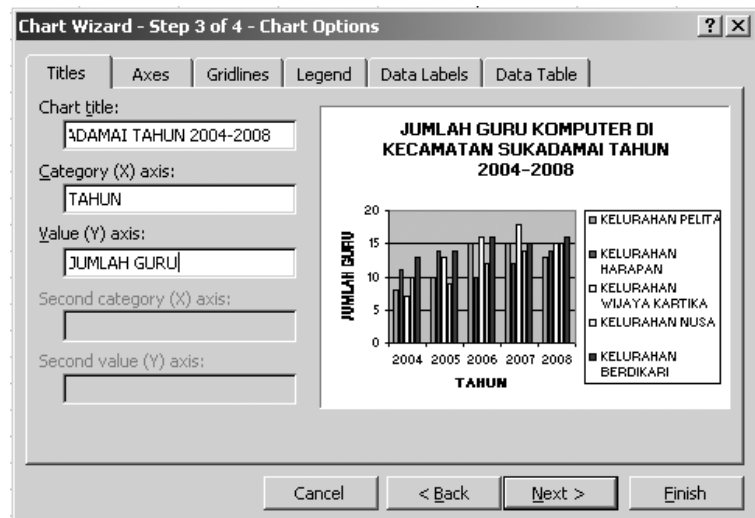 Chart Wizard - Step 3 of 4 - Chart Options
Titles
Axes
Gridlines
Legend
Data Labels
Data Table
Chart title:
ADAMAI TAHUN 2004-2008
Category (X) axis:
TAHUN
Value (Y) axis:
JUMLAH GURU
Second category (X) axis:
Second value (Y) axis:
JUMLAH GURU KOMPUTER DI
KECAMATAN SUKADAMAI TAHUN
2004-2008
JUMLAH GURU
20
15
10
5
0
2004 2005 2006 2007 2008
TAHUN
KELURAHAN PELITA
KELURAHAN
HARAPAN
KELURAHAN
WIJAYA KARTIKA
KELURAHAN NUSA
KELURAHAN
BERDIKARI
Cancel
< Back
Next >
Finish